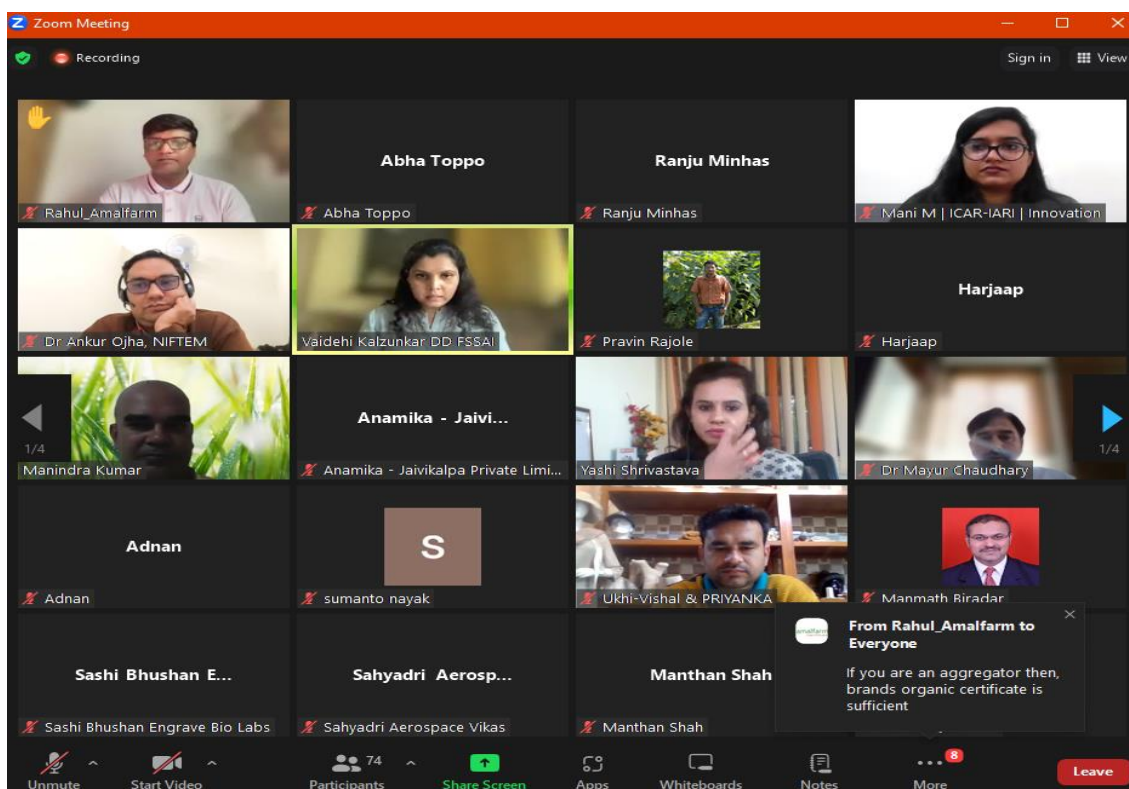 Zoom Meeting
Recording
Sign in
View
Rahul_Amalfarm
Abha Toppo
Abha Toppo
Ranju Minhas
Ranju Minhas
Mani M | ICAR-IARI | Innovation
Dr Ankur Ojha, NIFTEM
Vaidehi Kalzunkar DD FSSAI
Pravin Rajole
Harjaap
Harjaap
1/4
Manindra Kumar
Anamika - Jaivi...
Anamika - Jaivikalpa Private Limi...
Yashi Shrivastava
Dr Mayur Chaudhary
1/4
Adnan
Adnan
S
sumanto nayak
Ukhi-Vishal & PRIYANKA
Manmath Biradar
Sashi Bhushan E...
Sashi Bhushan Engrave Bio Labs
Sahyadri Aerosp...
Sahyadri Aerospace Vikas
Manthan Shah
Manthan Shah
amalfarm
From Rahul_Amalfarm to
Everyone
If you are an aggregator then,
brands organic certificate is
sufficient
Unmute
Start Video
74
Participants
Share Screen
Apps
Whiteboards
Notes
8
More
Leave